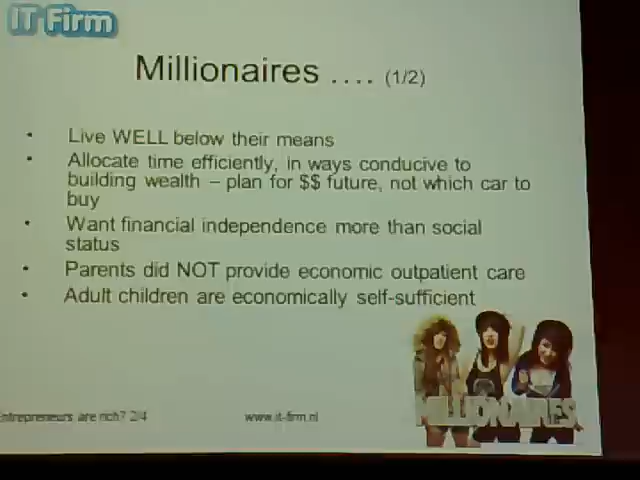 IT Firm
Millionaires .... (1/2)
• Live WELL below their means
• Allocate time efficiently, in ways conducive to
building wealth – plan for $$ future, not which car to
buy
• Want financial independence more than social
status
• Parents did NOT provide economic outpatient care
• Adult children are economically self-sufficient
MILLIONAIRES
ntrepreneurs are rich? 2/4 www.it-firm.nl